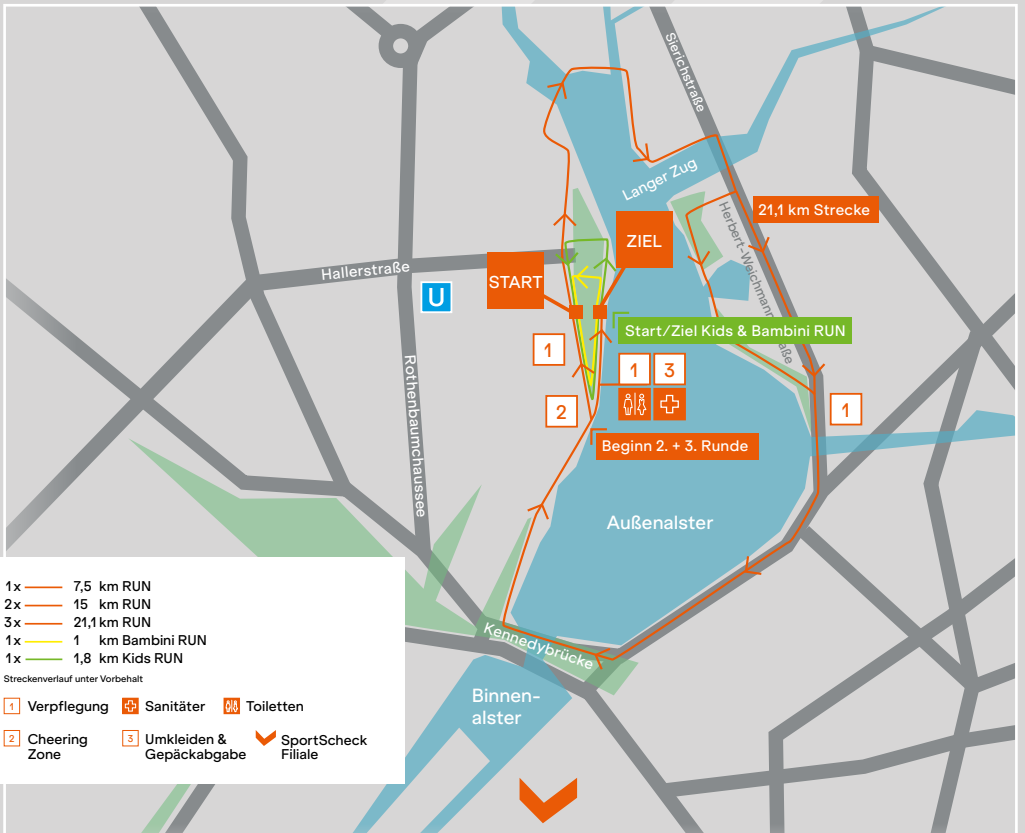 Sierichstraße
Langer Zug
21,1 km Strecke
Herbert-Weichmann-Straße
ZIEL
Hallerstraße
START
U
Start/Ziel Kids & Bambini RUN
1
1
3
Rothenbaumchaussee
2
1
Beginn 2. + 3. Runde
Außenalster
Kennedybrücke
Binnen-
alster
1x 7,5 km RUN
2x 15 km RUN
3x 21,1 km RUN
1x 1 km Bambini RUN
1x 1,8 km Kids RUN
Streckenverlauf unter Vorbehalt
1 Verpflegung
Sanitäter
Toiletten
2 Cheering
Zone
3 Umkleiden &
Gepäckabgabe
SportScheck
Filiale